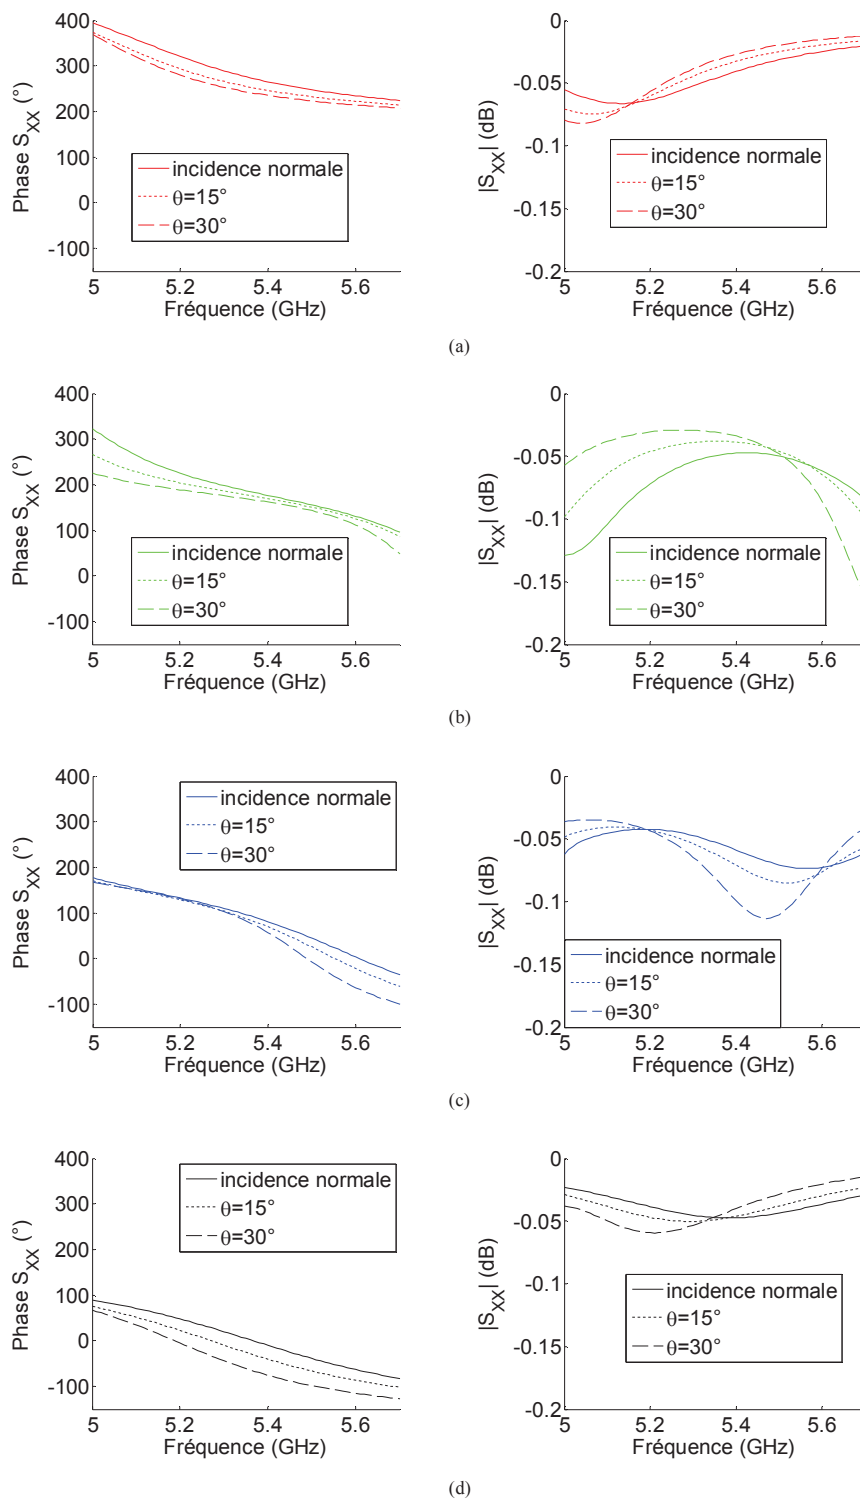 400
300
200
100
0
-100
Phase S_XX (°)
incidence normale
θ=15°
θ=30°
5
5.2
5.4
5.6
Fréquence (GHz)
0
-0.05
-0.1
-0.15
-0.2
|S_XX| (dB)
incidence normale
θ=15°
θ=30°
5
5.2
5.4
5.6
Fréquence (GHz)
(a)
400
300
200
100
0
-100
Phase S_XX (°)
incidence normale
θ=15°
θ=30°
5
5.2
5.4
5.6
Fréquence (GHz)
0
-0.05
-0.1
-0.15
-0.2
|S_XX| (dB)
incidence normale
θ=15°
θ=30°
5
5.2
5.4
5.6
Fréquence (GHz)
(b)
400
300
200
100
0
-100
Phase S_XX (°)
incidence normale
θ=15°
θ=30°
5
5.2
5.4
5.6
Fréquence (GHz)
0
-0.05
-0.1
-0.15
-0.2
|S_XX| (dB)
incidence normale
θ=15°
θ=30°
5
5.2
5.4
5.6
Fréquence (GHz)
(c)
400
300
200
100
0
-100
Phase S_XX (°)
incidence normale
θ=15°
θ=30°
5
5.2
5.4
5.6
Fréquence (GHz)
0
-0.05
-0.1
-0.15
-0.2
|S_XX| (dB)
incidence normale
θ=15°
θ=30°
5
5.2
5.4
5.6
Fréquence (GHz)
(d)